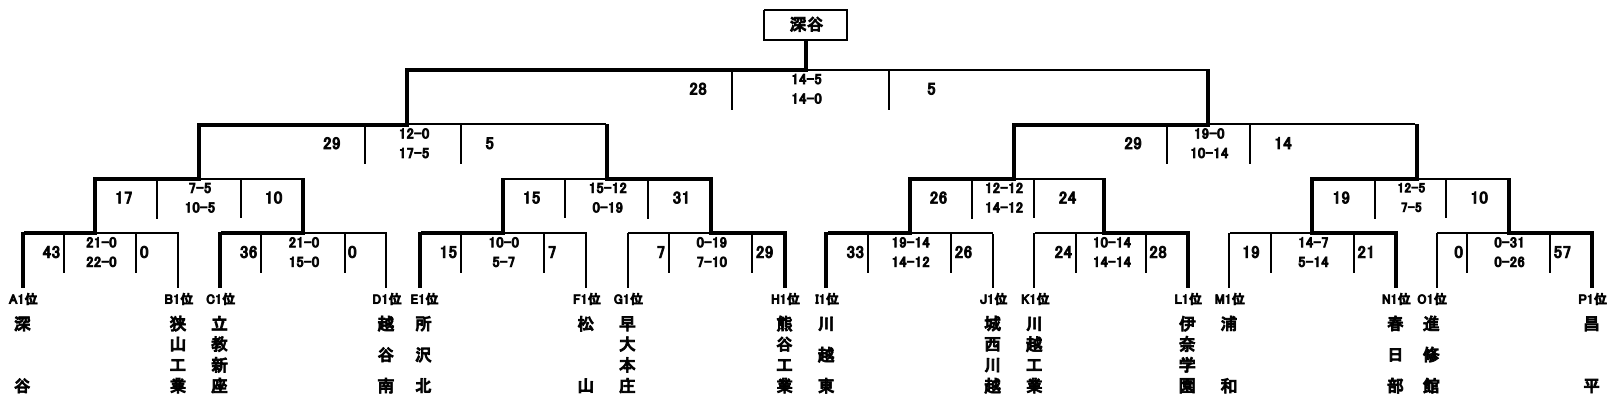 深谷
28 14-5 5
14-0
29 12-0 5
17-5
29 19-0 14
10-14
17 7-5 10
10-5
15 15-12 31
0-19
26 12-12 24
14-12
19 12-5 10
7-5
43 21-0 0
22-0
36 21-0 0
15-0
15 10-0 7
5-7
7 0-19 29
7-10
33 19-14 26
14-12
24 10-14 28
14-14
19 14-7 21
5-14
0 0-31 57
0-26
A1位 B1位 C1位 D1位 E1位 F1位 G1位 H1位 I1位 J1位 K1位 L1位 M1位 N1位 O1位 P1位
深谷
狭山工業
立教新座
越谷南
所沢北
松山
早大本庄
熊谷工業
川越東
城西川越
川越工業
伊奈学園
浦和
春日部
進修館
昌平